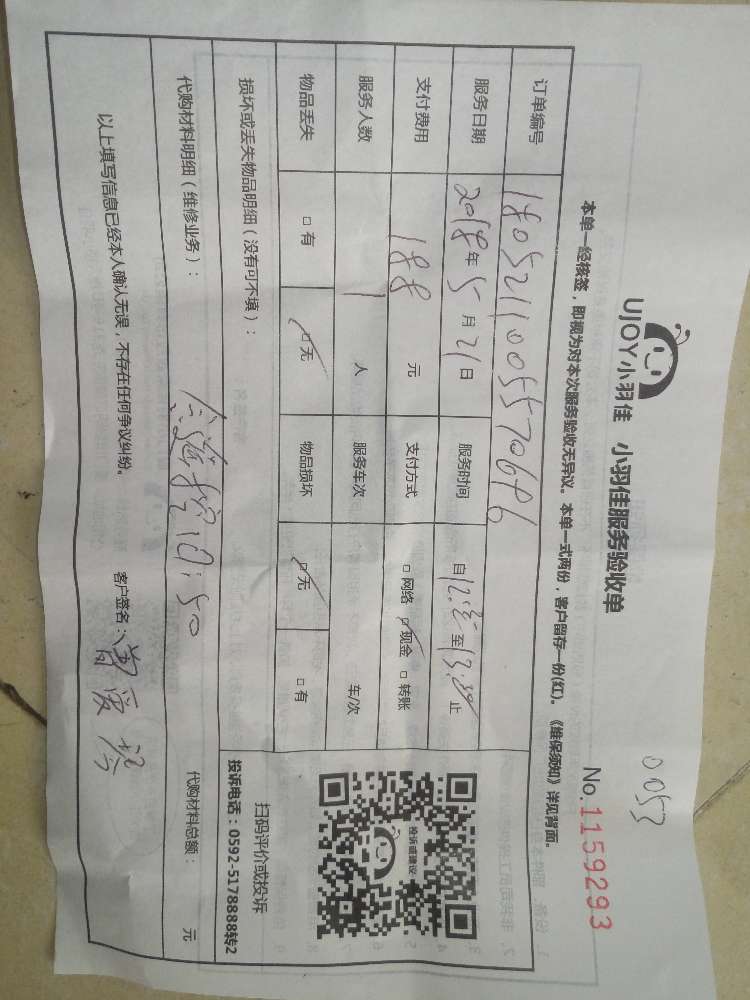 0053
UJOY小羽佳 小羽佳服务验收单
No.1159293
本单一经核签，即视为对本次服务验收无异议。本单一式两份，客户留存一份(红)。《维保须知》详见背面。
订单编号
服务日期 2018年5月21日 服务时间 自 至 止
支付费用 188 元 支付方式 □网络 □现金 □转账
服务人数 1 人 服务车次 车/次
物品丢失 □有 □无 物品损坏 □无 □有
损坏或丢失物品明细（没有可不填）：
代购材料明细（维修业务）：
代购材料总额： 元
投诉或建议
扫码评价或投诉
投诉电话：0592-5178888转2
以上填写信息已经本人确认无误，不存在任何争议纠纷。 客户签名：